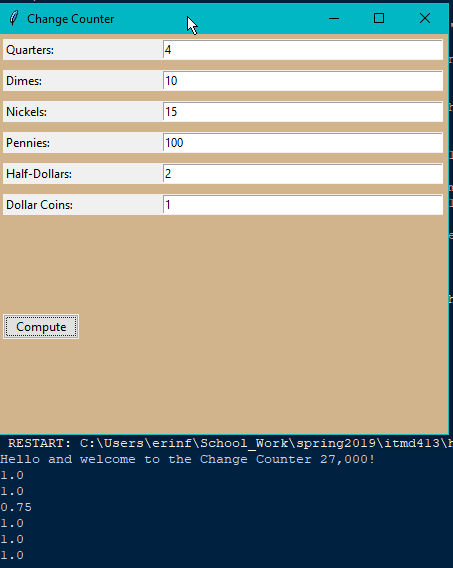 Change Counter
Quarters: 4
Dimes: 10
Nickels: 15
Pennies: 100
Half-Dollars: 2
Dollar Coins: 1
Compute
RESTART: C:\Users\erinf\School_Work\spring2019\itmd413\h
Hello and welcome to the Change Counter 27,000!
1.0
1.0
0.75
1.0
1.0
1.0